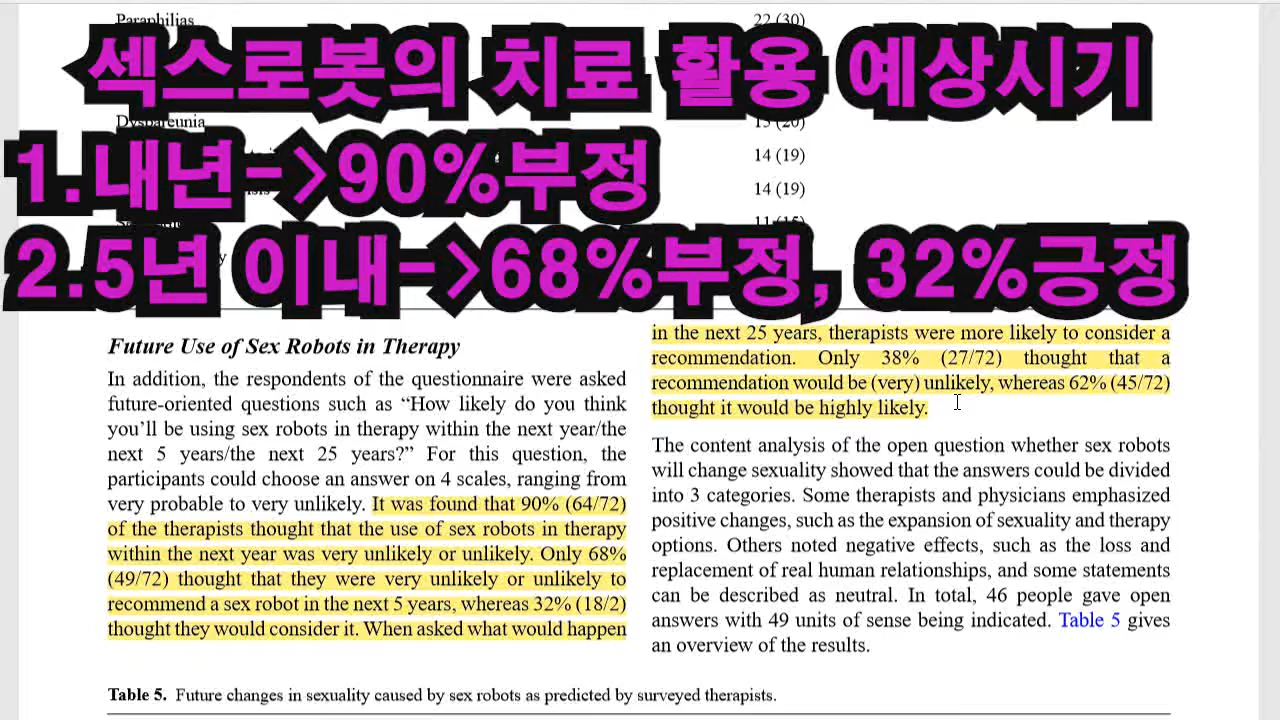 Paraphilias 22 (30)
섹스로봇의 치료 활용 예상시기
Dyspareunia 15 (20)
1.내년=>90%부정
14 (19)
14 (19)
11 (15)
2.5년 이내=>68%부정, 32%긍정
Future Use of Sex Robots in Therapy
In addition, the respondents of the questionnaire were asked
future-oriented questions such as “How likely do you think
you’ll be using sex robots in therapy within the next year/the
next 5 years/the next 25 years?” For this question, the
participants could choose an answer on 4 scales, ranging from
very probable to very unlikely. It was found that 90% (64/72)
of the therapists thought that the use of sex robots in therapy
within the next year was very unlikely or unlikely. Only 68%
(49/72) thought that they were very unlikely or unlikely to
recommend a sex robot in the next 5 years, whereas 32% (18/2)
thought they would consider it. When asked what would happen
in the next 25 years, therapists were more likely to consider a
recommendation. Only 38% (27/72) thought that a
recommendation would be (very) unlikely, whereas 62% (45/72)
thought it would be highly likely.
The content analysis of the open question whether sex robots
will change sexuality showed that the answers could be divided
into 3 categories. Some therapists and physicians emphasized
positive changes, such as the expansion of sexuality and therapy
options. Others noted negative effects, such as the loss and
replacement of real human relationships, and some statements
can be described as neutral. In total, 46 people gave open
answers with 49 units of sense being indicated. Table 5 gives
an overview of the results.
Table 5. Future changes in sexuality caused by sex robots as predicted by surveyed therapists.